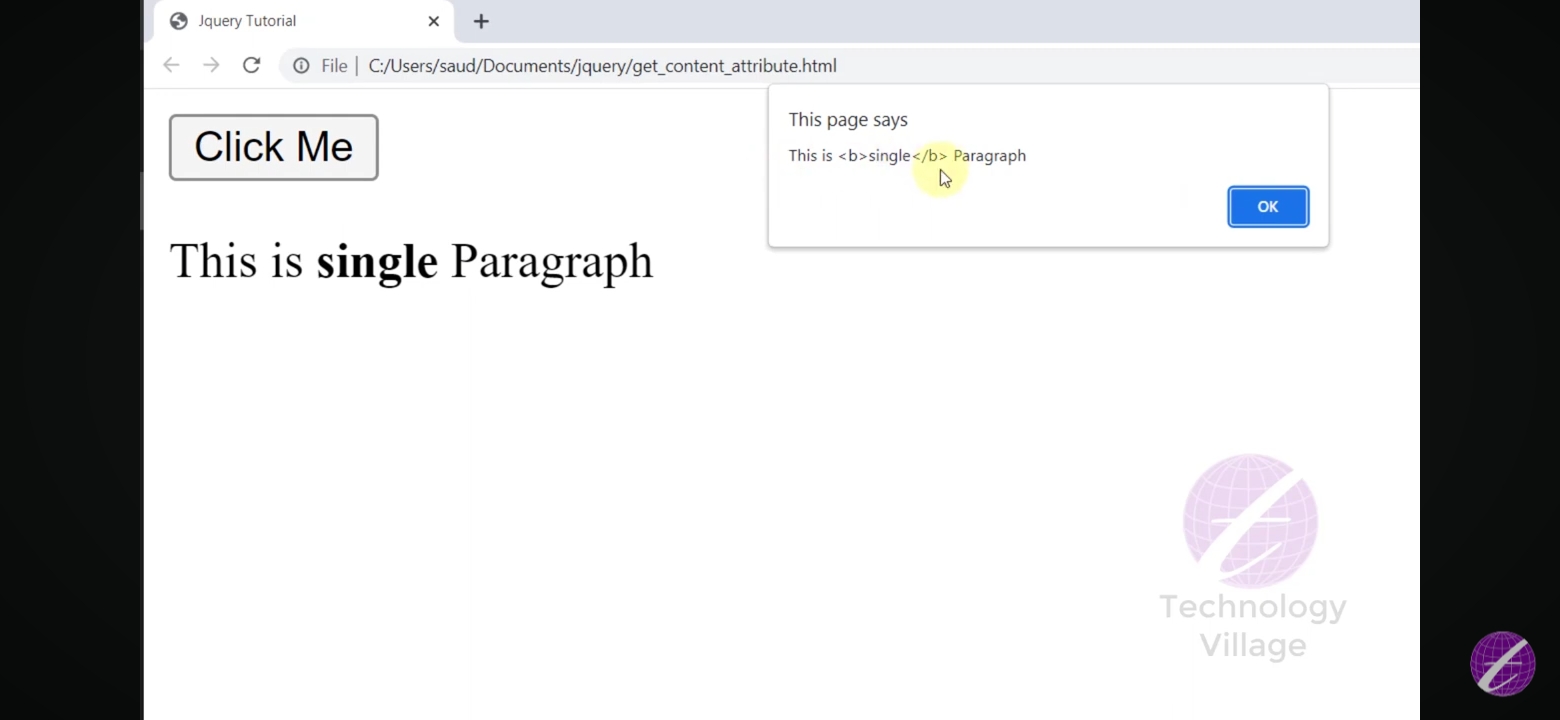 Jquery Tutorial
File | C:/Users/saud/Documents/jquery/get_content_attribute.html
This page says
This is <b>single</b> Paragraph
OK
Click Me
This is single Paragraph
Technology
Village